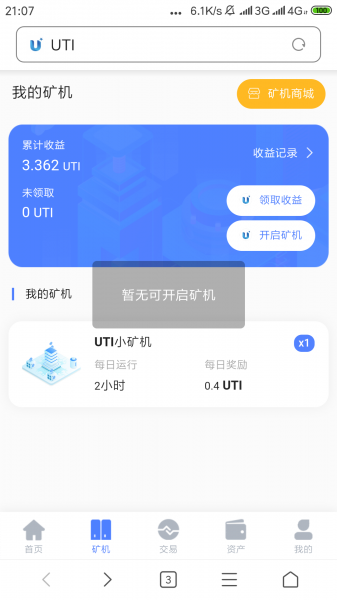 21:07
... 6.1K/s 3G 4G 100
UTI
我的矿机
矿机商城
累计收益
3.362 UTI
收益记录
未领取
0 UTI
领取收益
开启矿机
我的矿机
暂无可开启矿机
UTI小矿机
x1
每日运行
每日奖励
2小时
0.4 UTI
首页
矿机
交易
资产
我的
3